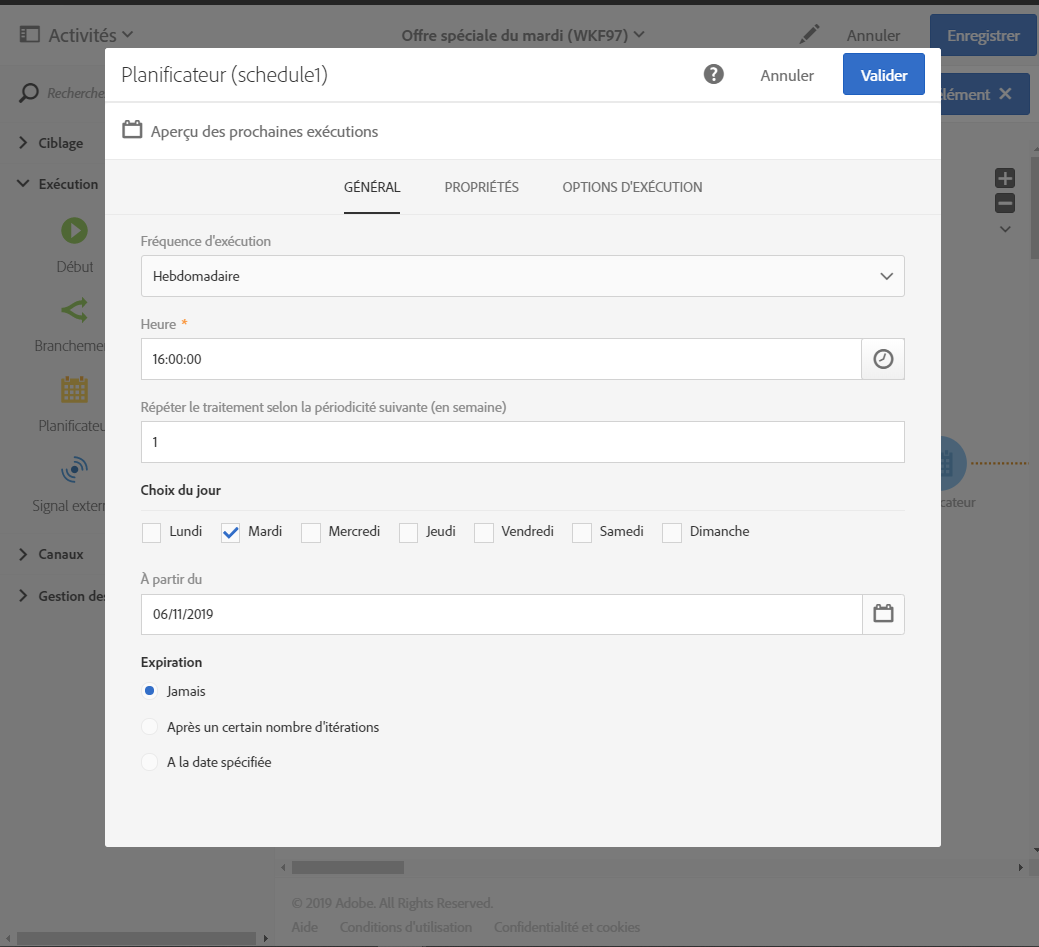 Activités
Offre spéciale du mardi (WKF97)
Annuler
Enregistrer
Planificateur (schedule1)
Annuler
Valider
Recherche
élément
Aperçu des prochaines exécutions
Ciblage
Exécution
GÉNÉRAL
PROPRIÉTÉS
OPTIONS D'EXÉCUTION
Fréquence d'exécution
Hebdomadaire
Début
Heure *
16:00:00
Branchemen
Répéter le traitement selon la périodicité suivante (en semaine)
Planificateu
1
Choix du jour
Signal extern
cateur
Lundi
Mardi
Mercredi
Jeudi
Vendredi
Samedi
Dimanche
Canaux
À partir du
Gestion des
06/11/2019
Expiration
Jamais
Après un certain nombre d'itérations
A la date spécifiée
© 2019 Adobe. All Rights Reserved.
Aide
Conditions d'utilisation
Confidentialité et cookies